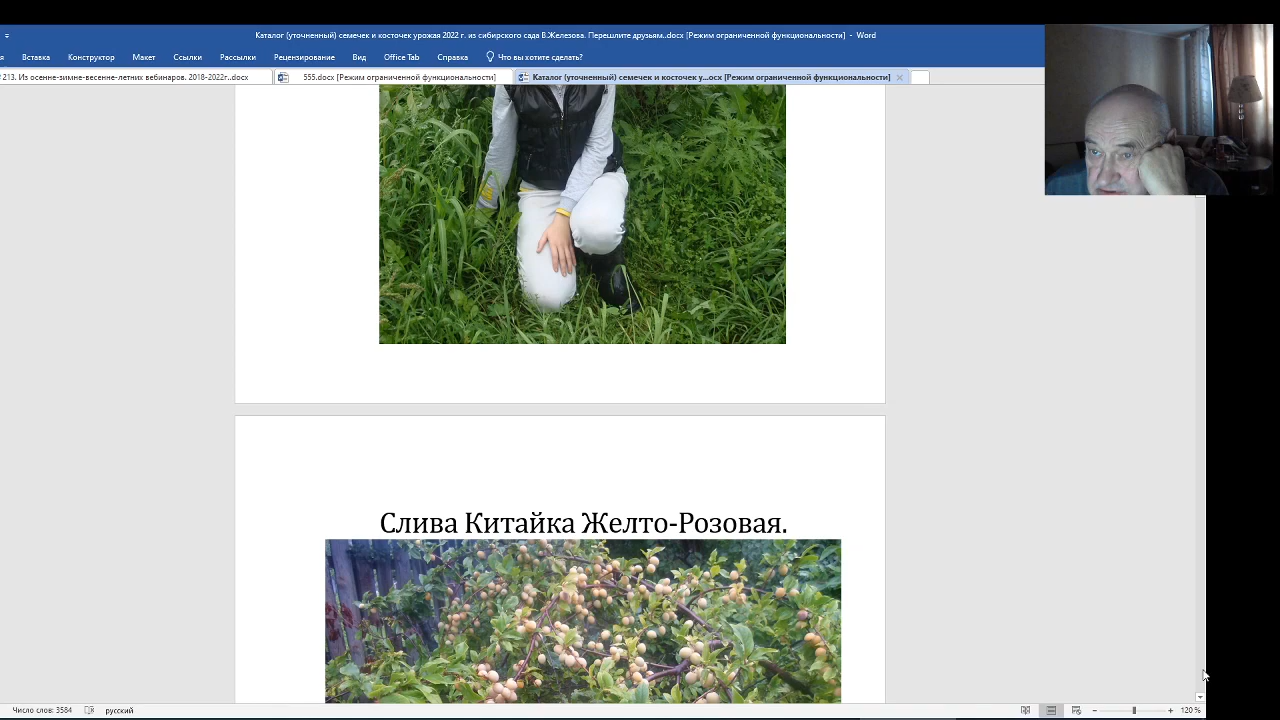 Каталог (уточненный) семечек и косточек урожая 2022 г. из сибирского сада В.Железова. Перешлите друзьям..docx [Режим ограниченной функциональности] - Word
Вставка Конструктор Макет Ссылки Рассылки Рецензирование Вид Office Tab Справка Что вы хотите сделать?
213. Из осенне-зимне-весенне-летних вебинаров. 2018-2022г..docx 555.docx [Режим ограниченной функциональности] Каталог (уточненный) семечек и косточек у...осх [Режим ограниченной функциональности]
Слива Китайка Желто-Розовая.
Число слов: 3584 русский 120 %